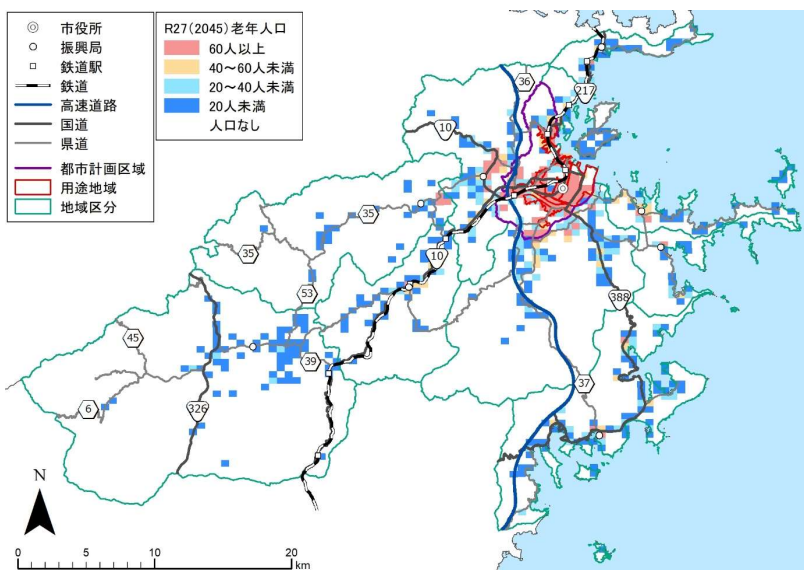 市役所
振興局
鉄道駅
鉄道
高速道路
国道
県道
都市計画区域
用途地域
地域区分
R27(2045)老年人口
60人以上
40～60人未満
20～40人未満
20人未満
人口なし
36
217
10
35
35
10
53
388
45
39
37
6
326
N
0 5 10 20
km